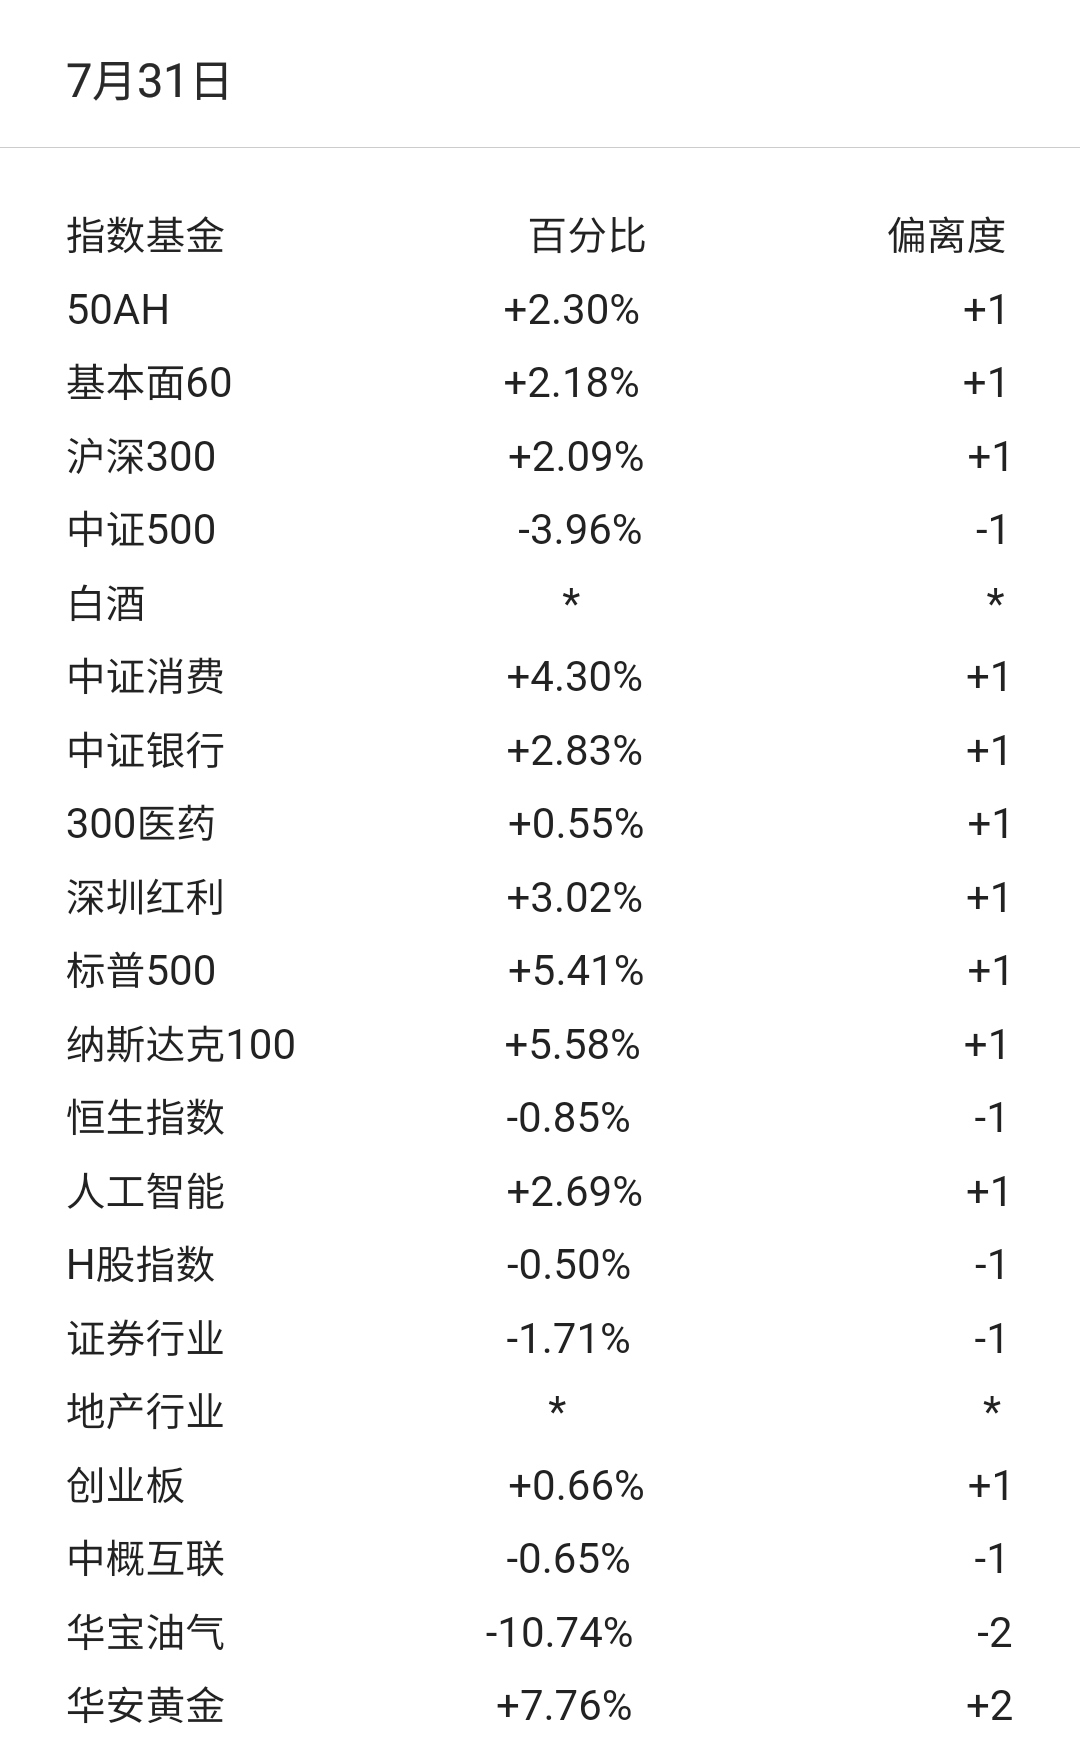 7月31日
指数基金 百分比 偏离度
50AH +2.30% +1
基本面60 +2.18% +1
沪深300 +2.09% +1
中证500 -3.96% -1
白酒 * *
中证消费 +4.30% +1
中证银行 +2.83% +1
300医药 +0.55% +1
深圳红利 +3.02% +1
标普500 +5.41% +1
纳斯达克100 +5.58% +1
恒生指数 -0.85% -1
人工智能 +2.69% +1
H股指数 -0.50% -1
证券行业 -1.71% -1
地产行业 * *
创业板 +0.66% +1
中概互联 -0.65% -1
华宝油气 -10.74% -2
华安黄金 +7.76% +2